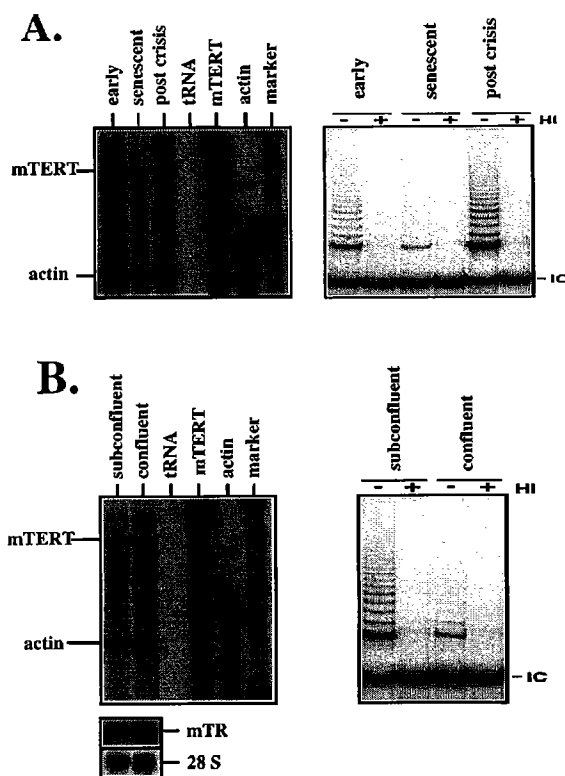 A.
early
senescent
post crisis
tRNA
mTERT
actin
marker
mTERT
actin
early
senescent
post crisis
- + - + - + HI
IC
B.
subconfluent
confluent
tRNA
mTERT
actin
marker
mTERT
actin
mTR
28 S
subconfluent
confluent
- + - + HI
IC